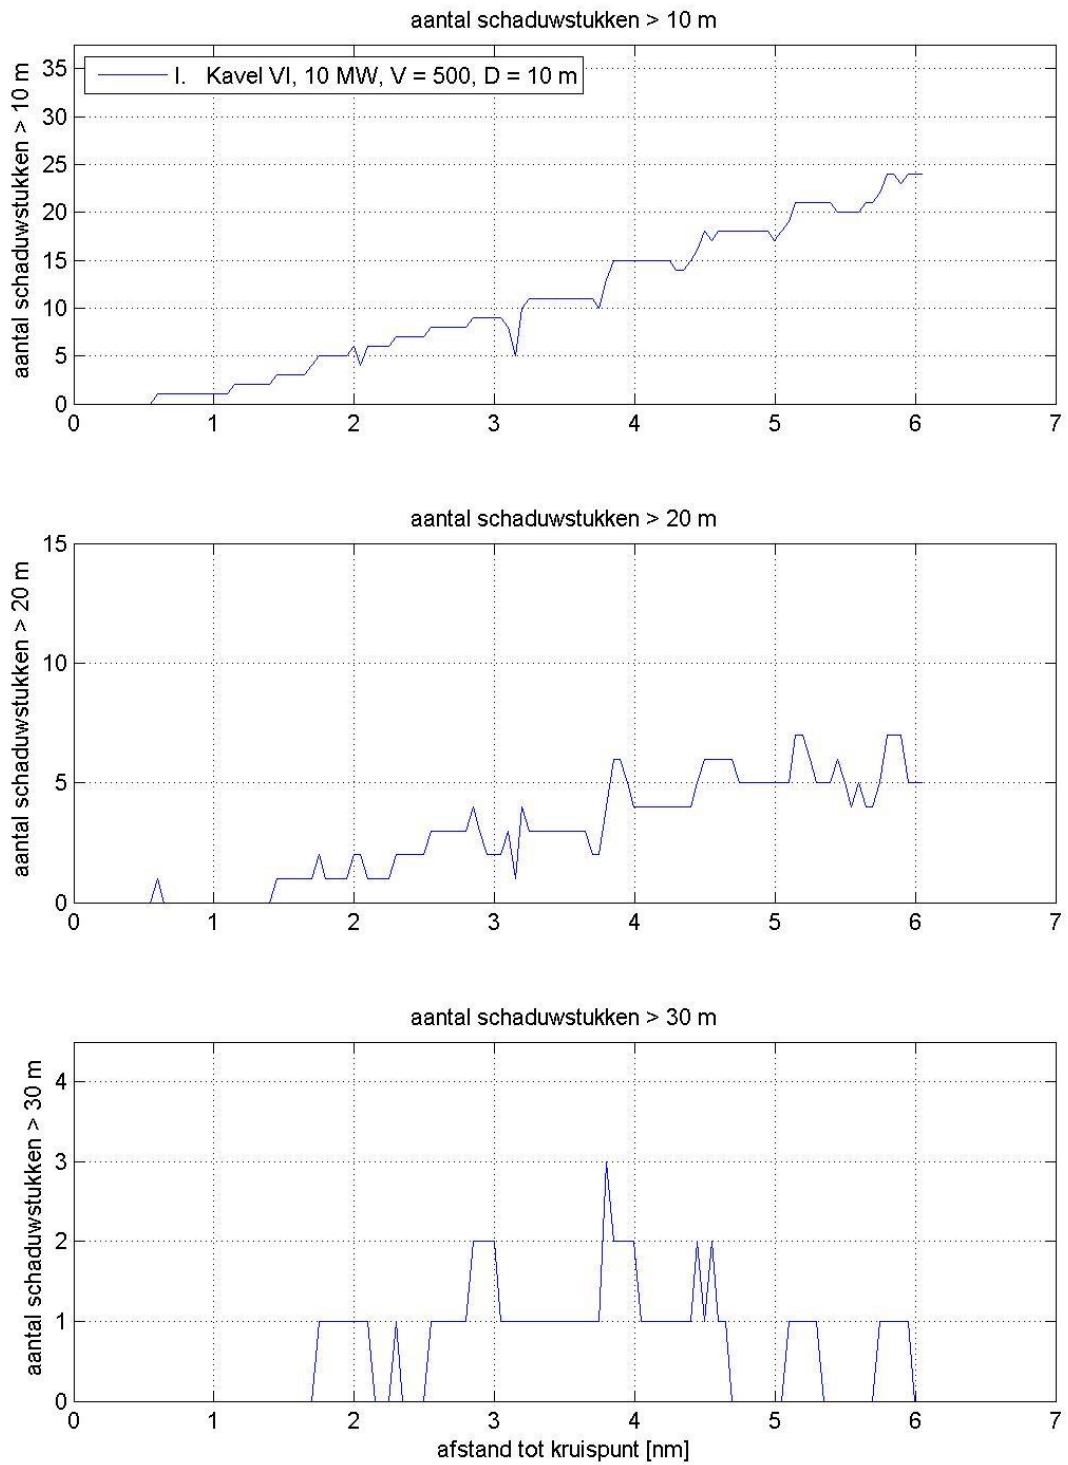 aantal schaduwstukken > 10 m
aantal schaduwstukken > 10 m
35
30
25
20
15
10
5
0
I. Kavel VI, 10 MW, V = 500, D = 10 m
0 1 2 3 4 5 6 7
aantal schaduwstukken > 20 m
aantal schaduwstukken > 20 m
15
10
5
0
0 1 2 3 4 5 6 7
aantal schaduwstukken > 30 m
aantal schaduwstukken > 30 m
4
3
2
1
0
0 1 2 3 4 5 6 7
afstand tot kruispunt [nm]